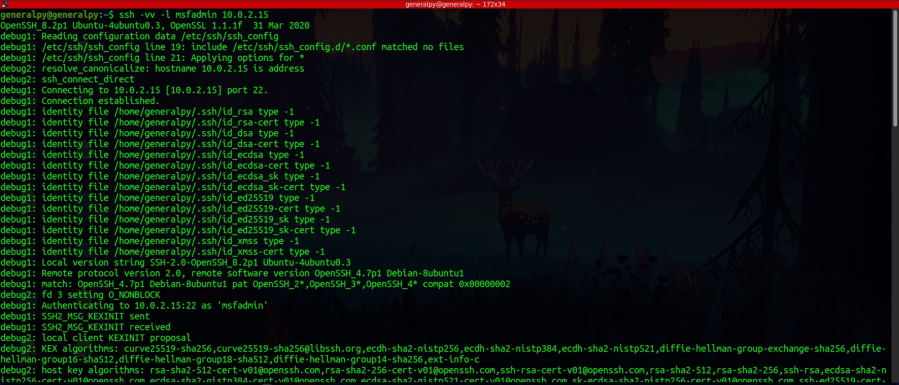 generalpy@generalpy: ~ 172x34
generalpy@generalpy:~$ ssh -vv -l msfadmin 10.0.2.15
OpenSSH_8.2p1 Ubuntu-4ubuntu0.3, OpenSSL 1.1.1f  31 Mar 2020
debug1: Reading configuration data /etc/ssh/ssh_config
debug1: /etc/ssh/ssh_config line 19: include /etc/ssh/ssh_config.d/*.conf matched no files
debug1: /etc/ssh/ssh_config line 21: Applying options for *
debug2: resolve_canonicalize: hostname 10.0.2.15 is address
debug2: ssh_connect_direct
debug1: Connecting to 10.0.2.15 [10.0.2.15] port 22.
debug1: Connection established.
debug1: identity file /home/generalpy/.ssh/id_rsa type -1
debug1: identity file /home/generalpy/.ssh/id_rsa-cert type -1
debug1: identity file /home/generalpy/.ssh/id_dsa type -1
debug1: identity file /home/generalpy/.ssh/id_dsa-cert type -1
debug1: identity file /home/generalpy/.ssh/id_ecdsa type -1
debug1: identity file /home/generalpy/.ssh/id_ecdsa-cert type -1
debug1: identity file /home/generalpy/.ssh/id_ecdsa_sk type -1
debug1: identity file /home/generalpy/.ssh/id_ecdsa_sk-cert type -1
debug1: identity file /home/generalpy/.ssh/id_ed25519 type -1
debug1: identity file /home/generalpy/.ssh/id_ed25519-cert type -1
debug1: identity file /home/generalpy/.ssh/id_ed25519_sk type -1
debug1: identity file /home/generalpy/.ssh/id_ed25519_sk-cert type -1
debug1: identity file /home/generalpy/.ssh/id_xmss type -1
debug1: identity file /home/generalpy/.ssh/id_xmss-cert type -1
debug1: Local version string SSH-2.0-OpenSSH_8.2p1 Ubuntu-4ubuntu0.3
debug1: Remote protocol version 2.0, remote software version OpenSSH_4.7p1 Debian-8ubuntu1
debug1: match: OpenSSH_4.7p1 Debian-8ubuntu1 pat OpenSSH_2*,OpenSSH_3*,OpenSSH_4* compat 0x00000002
debug2: fd 3 setting O_NONBLOCK
debug1: Authenticating to 10.0.2.15:22 as 'msfadmin'
debug1: SSH2_MSG_KEXINIT sent
debug1: SSH2_MSG_KEXINIT received
debug2: local client KEXINIT proposal
debug2: KEX algorithms: curve25519-sha256,curve25519-sha256@libssh.org,ecdh-sha2-nistp256,ecdh-sha2-nistp384,ecdh-sha2-nistp521,diffie-hellman-group-exchange-sha256,diffie-
hellman-group16-sha512,diffie-hellman-group18-sha512,diffie-hellman-group14-sha256,ext-info-c
debug2: host key algorithms: rsa-sha2-512-cert-v01@openssh.com,rsa-sha2-256-cert-v01@openssh.com,ssh-rsa-cert-v01@openssh.com,rsa-sha2-512,rsa-sha2-256,ssh-rsa,ecdsa-sha2-n
istp256-cert-v01@openssh.com,ecdsa-sha2-nistp384-cert-v01@openssh.com,ecdsa-sha2-nistp521-cert-v01@openssh.com,sk-ecdsa-sha2-nistp256-cert-v01@openssh.com,ssh-ed25519-cert-